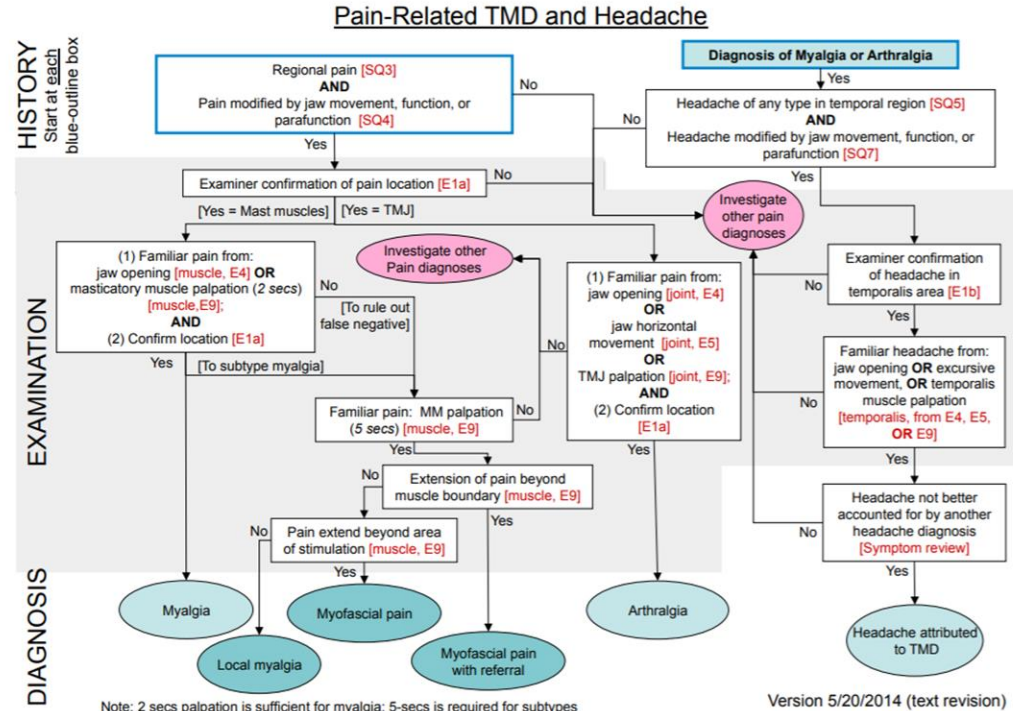 Pain-Related TMD and Headache
HISTORY
Start at each
blue-outline box
Regional pain [SQ3]
AND
Pain modified by jaw movement, function, or
parafunction [SQ4]
No
Yes
Diagnosis of Myalgia or Arthralgia
Yes
Headache of any type in temporal region [SQ5]
AND
Headache modified by jaw movement, function, or
parafunction [SQ7]
No
Yes
EXAMINATION
Examiner confirmation of pain location [E1a]
No
[Yes = Mast muscles]
[Yes = TMJ]
Investigate
other pain
diagnoses
(1) Familiar pain from:
jaw opening [muscle, E4] OR
masticatory muscle palpation (2 secs)
[muscle,E9];
AND
(2) Confirm location [E1a]
No
[To rule out
false negative]
Yes
[To subtype myalgia]
Investigate other
Pain diagnoses
(1) Familiar pain from:
jaw opening [joint, E4]
OR
jaw horizontal
movement [joint, E5]
OR
TMJ palpation [joint, E9];
AND
(2) Confirm location
[E1a]
No
Yes
Examiner confirmation
of headache in
temporalis area [E1b]
No
Yes
Familiar headache from:
jaw opening OR excursive
movement, OR temporalis
muscle palpation
[temporalis, from E4, E5,
OR E9]
No
Yes
Familiar pain: MM palpation
(5 secs) [muscle, E9]
No
Yes
Extension of pain beyond
muscle boundary [muscle, E9]
No
Yes
Pain extend beyond area
of stimulation [muscle, E9]
No
Yes
Headache not better
accounted for by another
headache diagnosis
[Symptom review]
No
Yes
DIAGNOSIS
Myalgia
Local myalgia
Myofascial pain
Myofascial pain
with referral
Arthralgia
Headache attributed
to TMD
Note: 2 secs palpation is sufficient for myalgia; 5-secs is required for subtypes
Version 5/20/2014 (text revision)